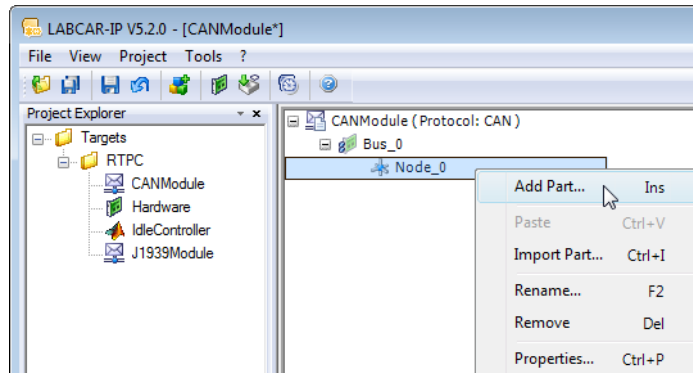 LABCAR-IP V5.2.0 - [CANModule*]
File View Project Tools ?
Project Explorer
Targets
RTPC
CANModule
Hardware
IdleController
J1939Module
CANModule (Protocol: CAN)
Bus_0
Node_0
Add Part... Ins
Paste Ctrl+V
Import Part... Ctrl+I
Rename... F2
Remove Del
Properties... Ctrl+P